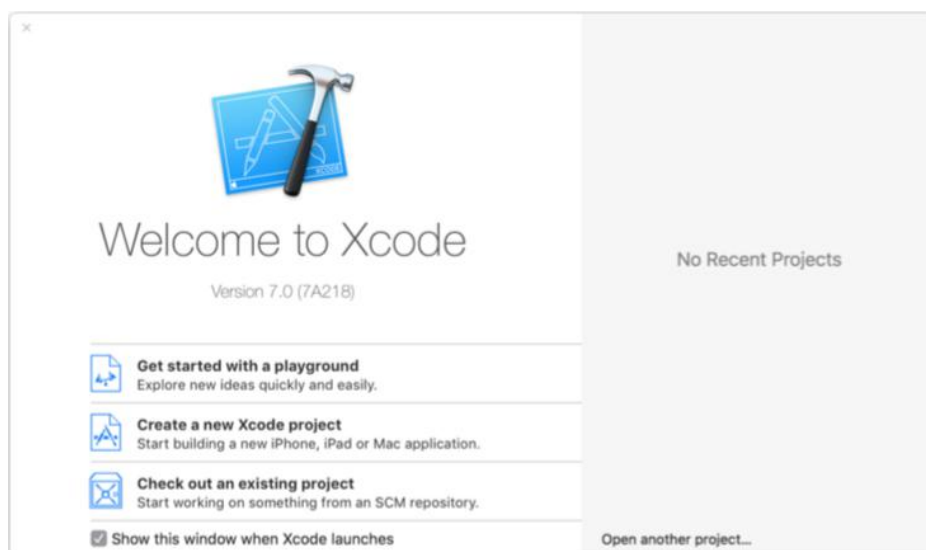 XCODE
Welcome to Xcode
Version 7.0 (7A218)
No Recent Projects
Get started with a playground
Explore new ideas quickly and easily.
Create a new Xcode project
Start building a new iPhone, iPad or Mac application.
Check out an existing project
Start working on something from an SCM repository.
Show this window when Xcode launches
Open another project...